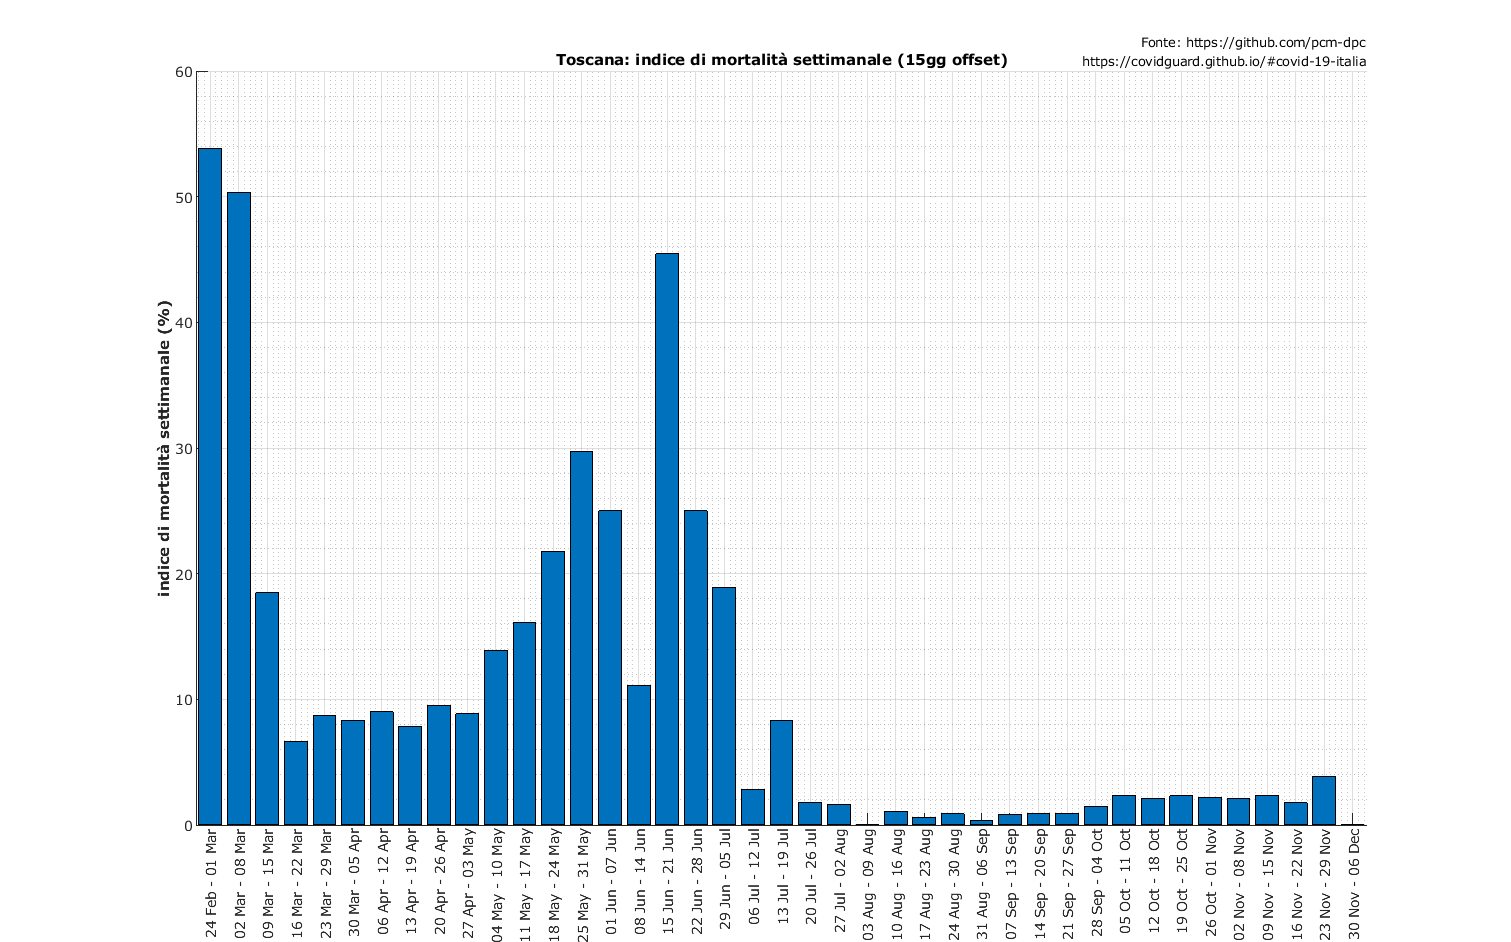 Fonte: https://github.com/pcm-dpc
https://covidguard.github.io/#covid-19-italia
Toscana: indice di mortalità settimanale (15gg offset)
indice di mortalità settimanale (%)
60
50
40
30
20
10
0
24 Feb - 01 Mar
02 Mar - 08 Mar
09 Mar - 15 Mar
16 Mar - 22 Mar
23 Mar - 29 Mar
30 Mar - 05 Apr
06 Apr - 12 Apr
13 Apr - 19 Apr
20 Apr - 26 Apr
27 Apr - 03 May
04 May - 10 May
11 May - 17 May
18 May - 24 May
25 May - 31 May
01 Jun - 07 Jun
08 Jun - 14 Jun
15 Jun - 21 Jun
22 Jun - 28 Jun
29 Jun - 05 Jul
06 Jul - 12 Jul
13 Jul - 19 Jul
20 Jul - 26 Jul
27 Jul - 02 Aug
03 Aug - 09 Aug
10 Aug - 16 Aug
17 Aug - 23 Aug
24 Aug - 30 Aug
31 Aug - 06 Sep
07 Sep - 13 Sep
14 Sep - 20 Sep
21 Sep - 27 Sep
28 Sep - 04 Oct
05 Oct - 11 Oct
12 Oct - 18 Oct
19 Oct - 25 Oct
26 Oct - 01 Nov
02 Nov - 08 Nov
09 Nov - 15 Nov
16 Nov - 22 Nov
23 Nov - 29 Nov
30 Nov - 06 Dec